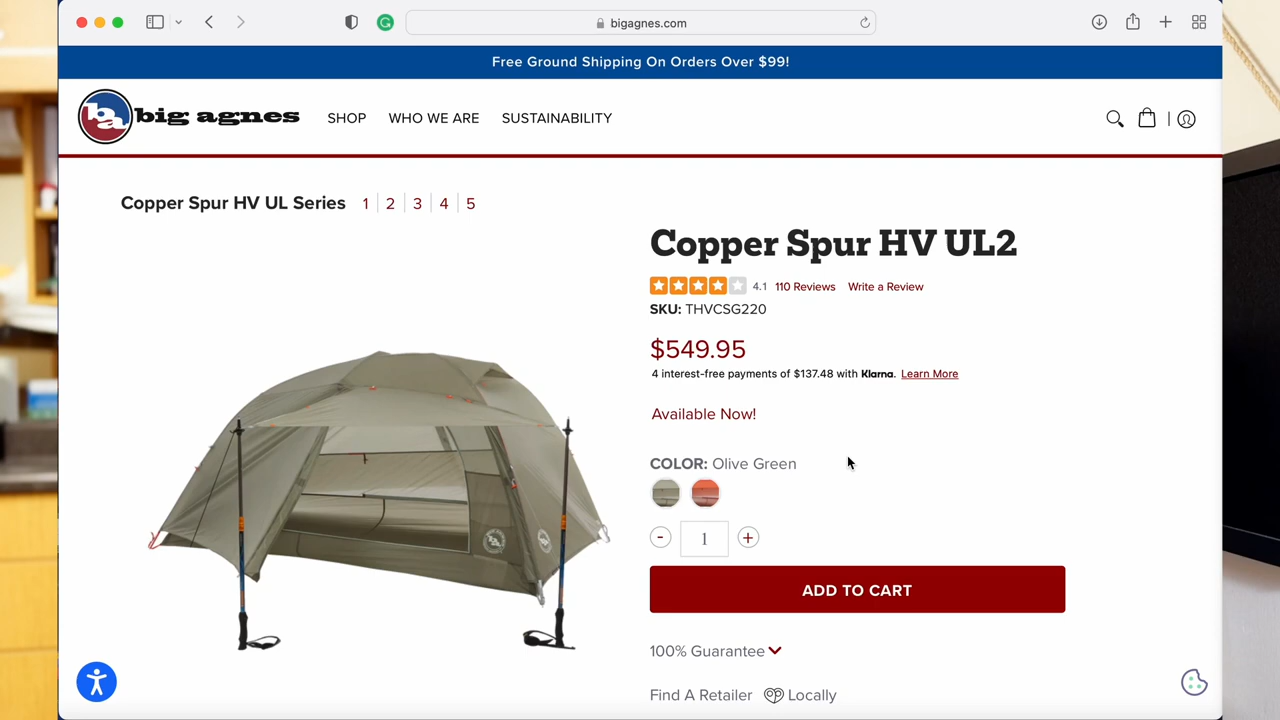 bigagnes.com
Free Ground Shipping On Orders Over $99!
big agnes
SHOP WHO WE ARE SUSTAINABILITY
Copper Spur HV UL Series 1 2 3 4 5
Copper Spur HV UL2
4.1 110 Reviews Write a Review
SKU: THVCSG220
$549.95
4 interest-free payments of $137.48 with Klarna. Learn More
Available Now!
COLOR: Olive Green
- 1 +
ADD TO CART
100% Guarantee
Find A Retailer Locally